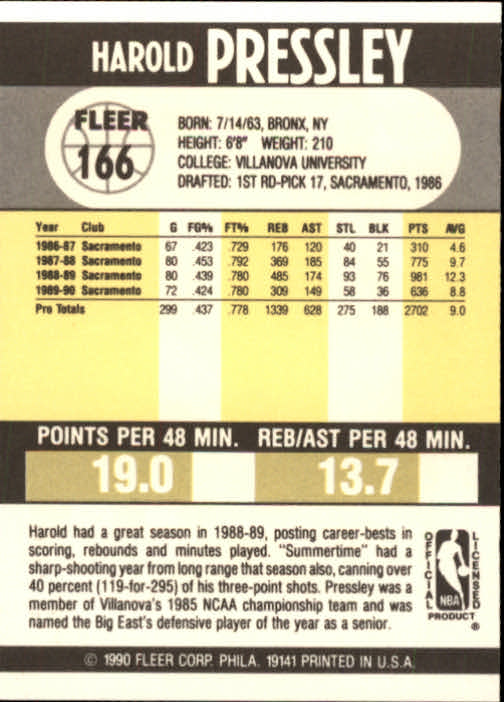 HAROLD PRESSLEY
FLEER
166
BORN: 7/14/63, BRONX, NY
HEIGHT: 6'8" WEIGHT: 210
COLLEGE: VILLANOVA UNIVERSITY
DRAFTED: 1ST RD-PICK 17, SACRAMENTO, 1986
Year Club G FG% FT% REB AST STL BLK PTS AVG
1986-87 Sacramento 67 .423 .729 176 120 40 21 310 4.6
1987-88 Sacramento 80 .453 .792 369 185 84 55 775 9.7
1988-89 Sacramento 80 .439 .780 485 174 93 76 981 12.3
1989-90 Sacramento 72 .424 .780 309 149 58 36 636 8.8
Pro Totals 299 .437 .778 1339 628 275 188 2702 9.0
POINTS PER 48 MIN. REB/AST PER 48 MIN.
19.0 13.7
Harold had a great season in 1988-89, posting career-bests in
scoring, rebounds and minutes played. "Summertime" had a
sharp-shooting year from long range that season also, canning over
40 percent (119-for-295) of his three-point shots. Pressley was a
member of Villanova's 1985 NCAA championship team and was
named the Big East's defensive player of the year as a senior.
OFFICIAL
NBA
LICENSED
PRODUCT ®
© 1990 FLEER CORP. PHILA. 19141 PRINTED IN U.S.A.